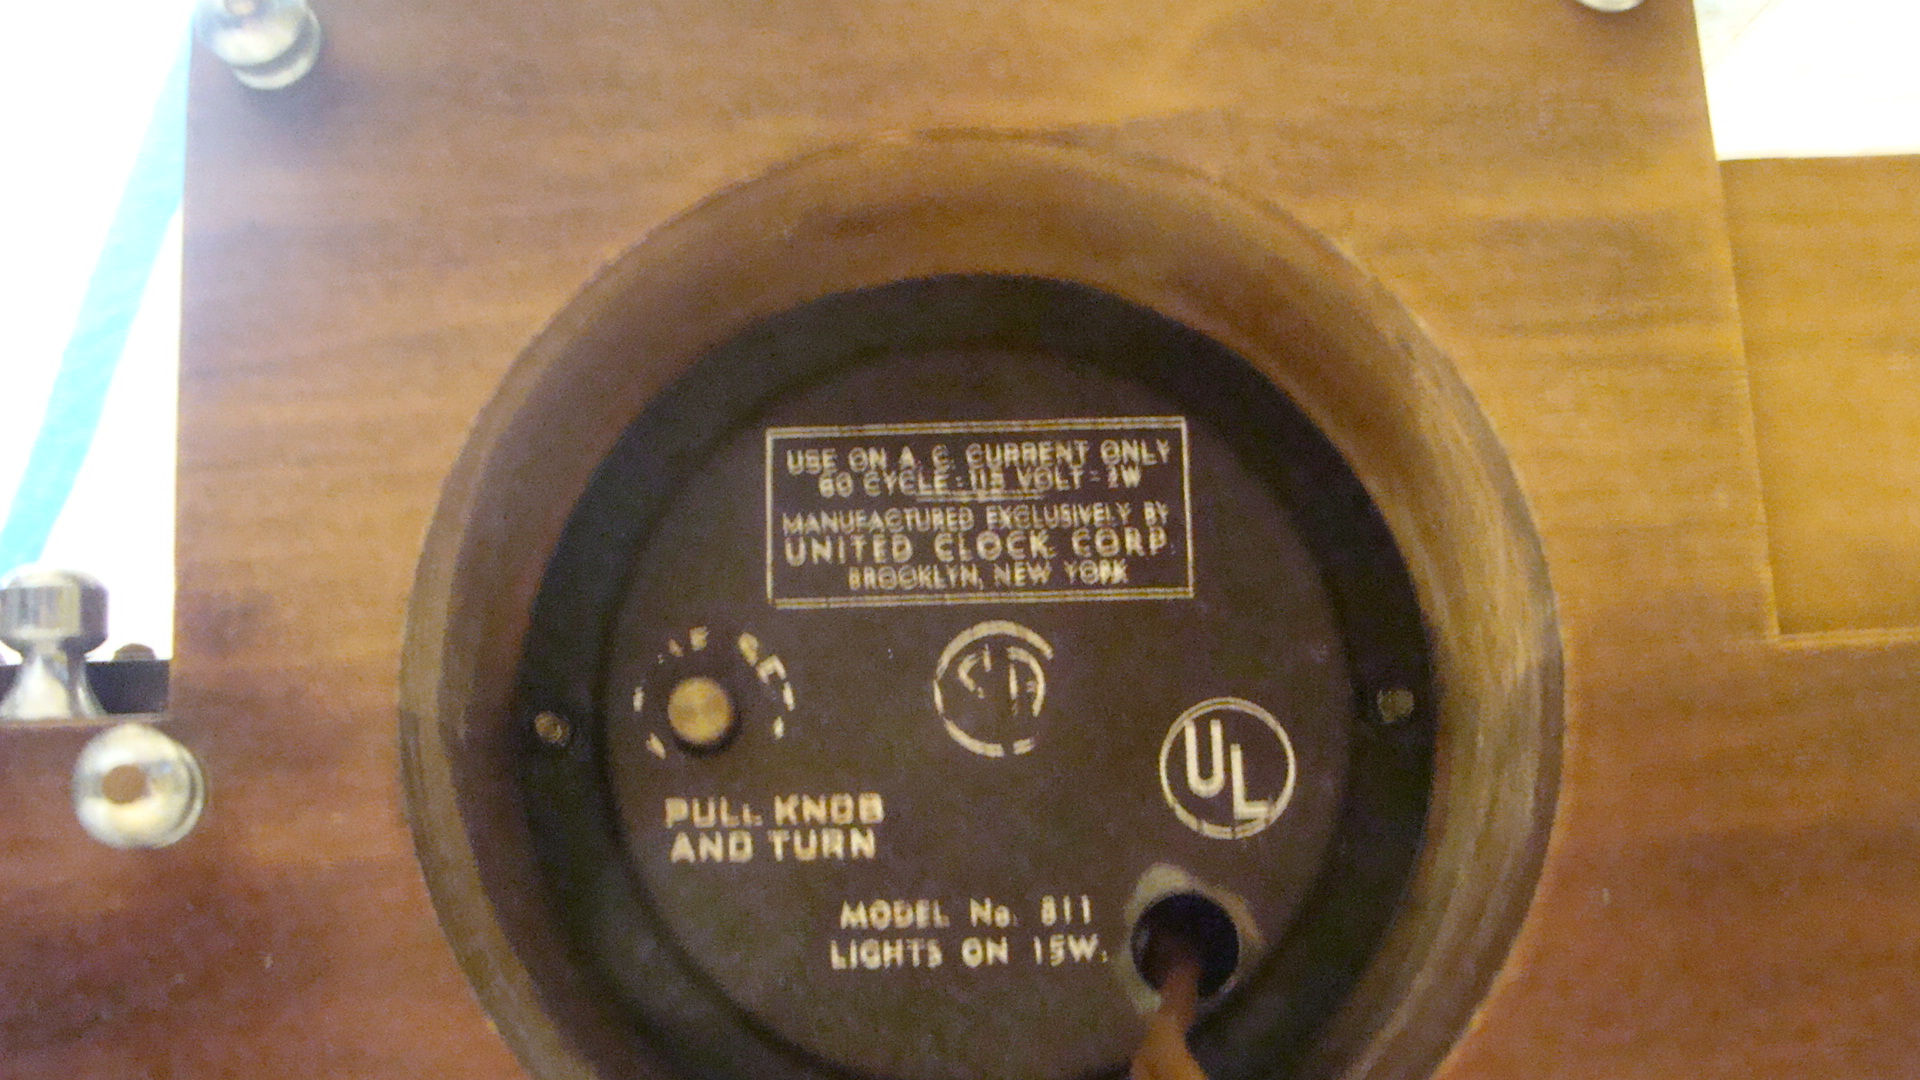 USE ON A. C. CURRENT ONLY
60 CYCLE - 115 VOLT - 2W
MANUFACTURED EXCLUSIVELY BY
UNITED CLOCK CORP.
BROOKLYN, NEW YORK
SET
UL
PULL KNOB
AND TURN
MODEL No. 811
LIGHTS ON 15W.